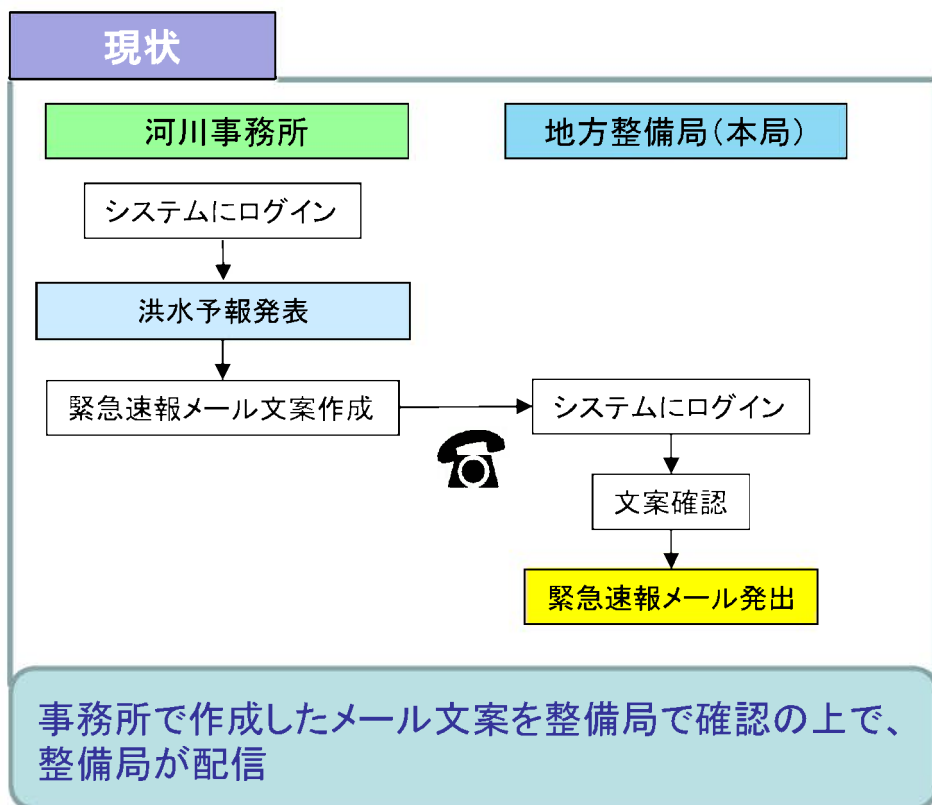 現状
河川事務所
地方整備局（本局）
システムにログイン
洪水予報発表
緊急速報メール文案作成
システムにログイン
文案確認
緊急速報メール発出
事務所で作成したメール文案を整備局で確認の上で、
整備局が配信